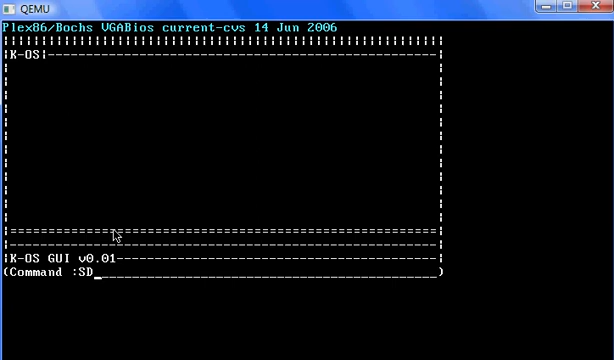 QEMU
Plex86/Bochs VGABios current-cvs 14 Jun 2006
K-OS
K-OS GUI v0.01
(Command :SD_)